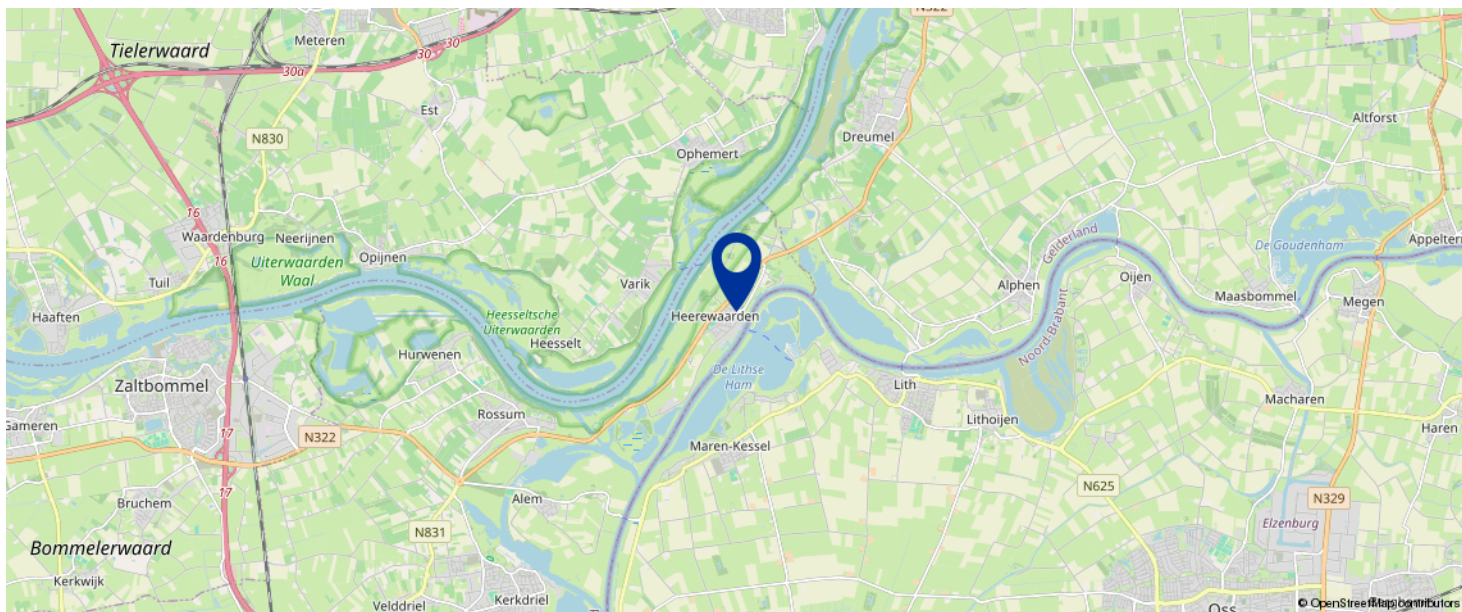 N322
Meteren
Tielerwaard
30
30
30a
Est
Altforst
N830
Dreumel
Ophemert
16
Waardenburg
Neerijnen
Opijnen
Uiterwaarden
Waal
16
Tuil
Haaften
Varik
Gelderland
De Goudenham
Appeltern
Alphen
Oijen
Maasbommel
Megen
Heerewaarden
Heesseltsche
Uiterwaarden
Heesselt
Hurwenen
Noord-Brabant
De Lithse
Ham
Zaltbommel
Lith
Macharen
Rossum
Lithoijen
Gameren
17
N322
Haren
Maren-Kessel
17
N625
Alem
Bruchem
N329
Elzenburg
N831
Bommelerwaard
Kerkwijk
Velddriel
Kerkdriel
Oss
© OpenStreetMap contributors